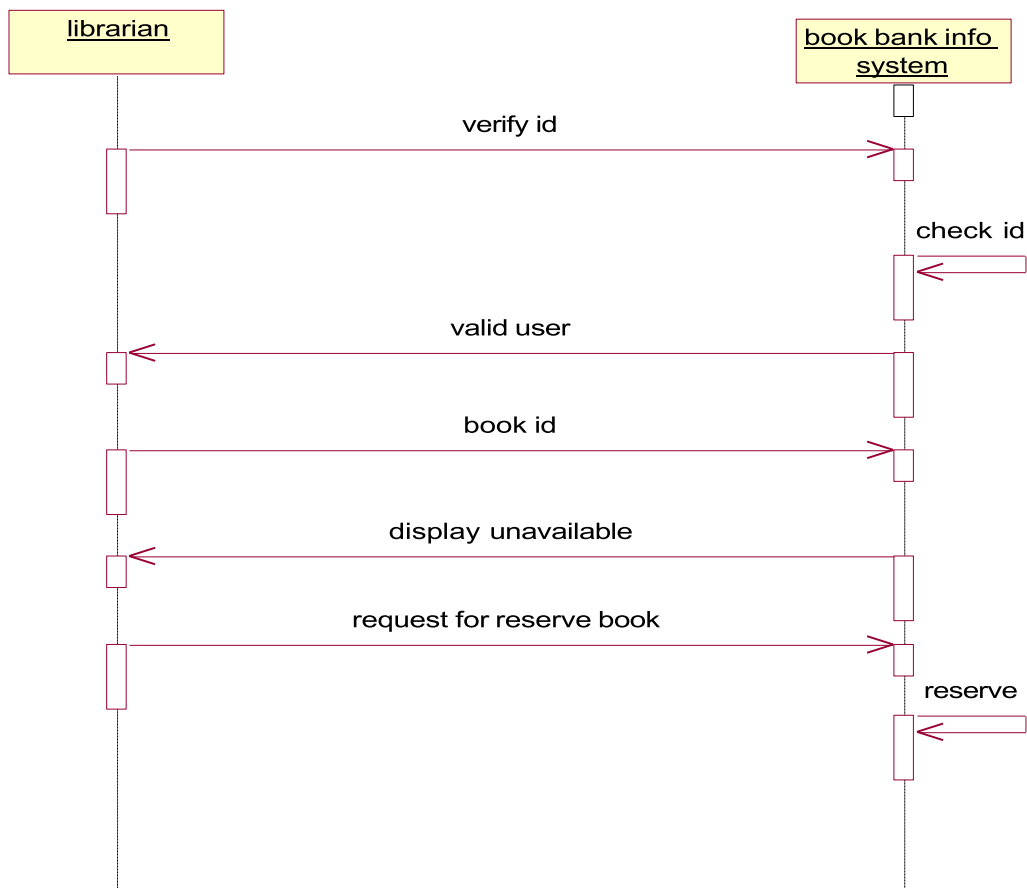 librarian
book bank info
system
verify id
check id
valid user
book id
display unavailable
request for reserve book
reserve